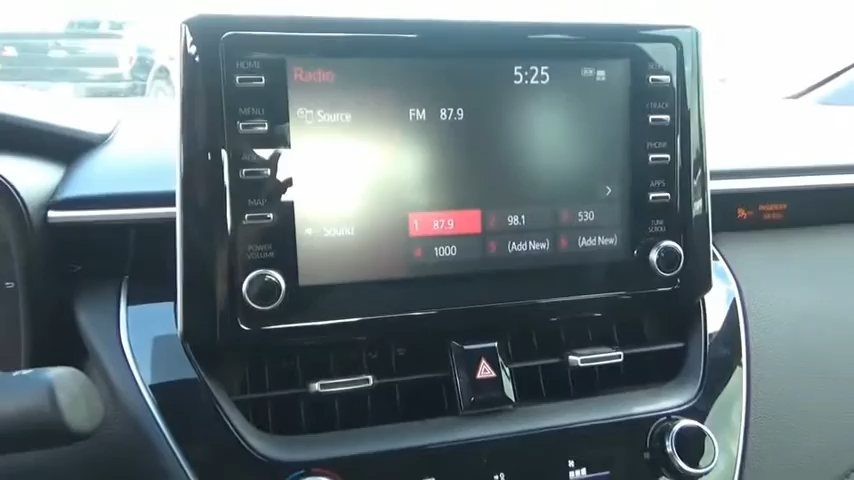 HOME
Radio
5:25
MENU
Source
FM 87.9
TRACK
AUDIO
PHONE
MAP
APPS
Sound
1 87.9
2 98.1
3 530
4 1000
5 (Add New)
6 (Add New)
POWER
VOLUME
TUNE
SCROLL
PASSENGER